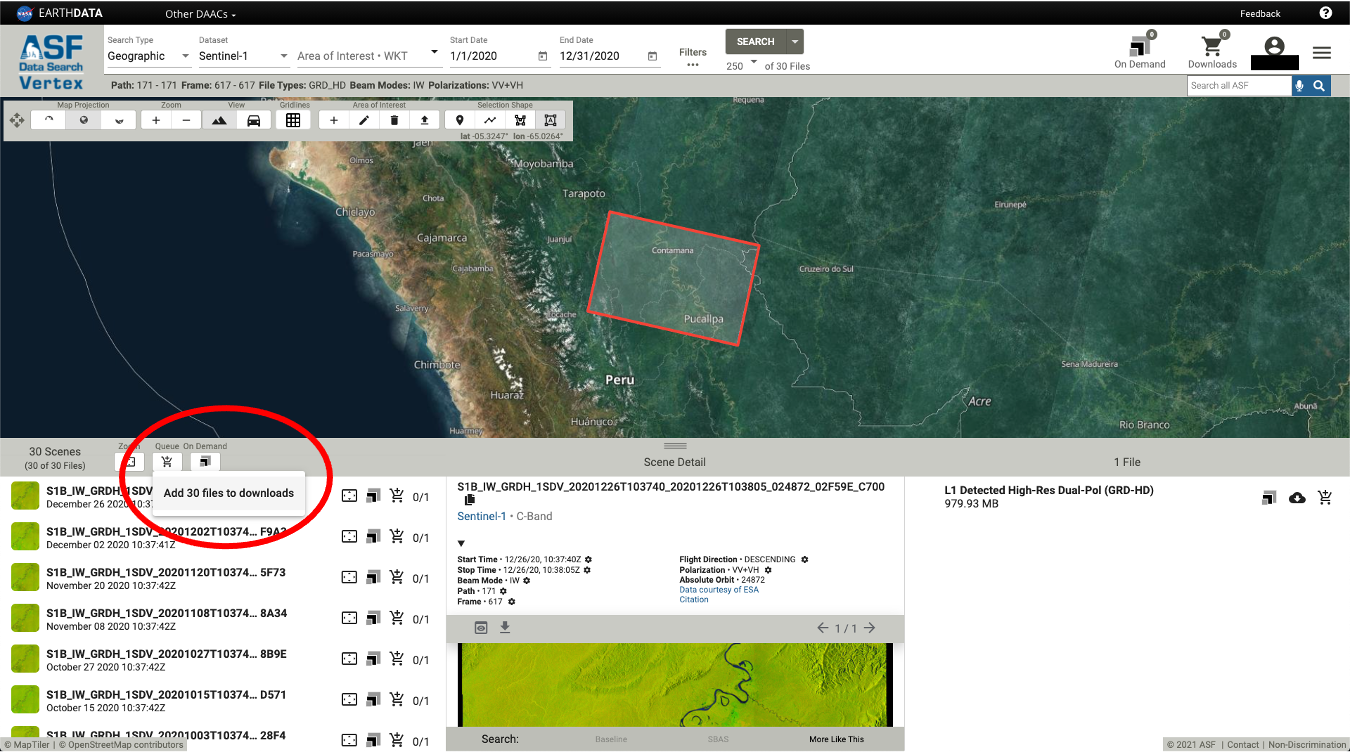 NASA EARTHDATA Other DAACs Feedback ?
ASF
Data Search
Vertex
Search Type Dataset Start Date End Date
Geographic Sentinel-1 Area of Interest • WKT 1/1/2020 12/31/2020
Filters
•••
SEARCH
250 of 30 Files
0
On Demand
0
Downloads
Path: 171 - 171 Frame: 617 - 617 File Types: GRD_HD Beam Modes: IW Polarizations: VV+VH
Search all ASF
Map Projection Zoom View Gridlines Area of Interest Selection Shape
lat -05.3247° lon -65.0264°
Requena
Jaén
Olmos
Moyobamba
Chota
Tarapoto
Chiclayo
Eirunepé
Cajamarca
Juanjuí
Contamana
Pacasmayo
Cajabamba
Cruzeiro do Sul
Salaverry
Tocache
Pucallpa
Chimbote
Sena Madureira
Peru
Huaraz
Acre
Abunã
Huánuco
Rio Branco
Huarmey
30 Scenes
(30 of 30 Files)
Zoom Queue On Demand
Scene Detail
1 File
Add 30 files to downloads
S1B_IW_GRDH_1SDV_
December 26 2020 10:37
0/1
S1B_IW_GRDH_1SDV_20201202T10374... F9A3
December 02 2020 10:37:41Z
0/1
S1B_IW_GRDH_1SDV_20201120T10374... 5F73
November 20 2020 10:37:42Z
0/1
S1B_IW_GRDH_1SDV_20201108T10374... 8A34
November 08 2020 10:37:42Z
0/1
S1B_IW_GRDH_1SDV_20201027T10374... 8B9E
October 27 2020 10:37:42Z
0/1
S1B_IW_GRDH_1SDV_20201015T10374... D571
October 15 2020 10:37:42Z
0/1
S1B_IW_GRDH_1SDV_20201003T10374... 28F4
0/1
S1B_IW_GRDH_1SDV_20201226T103740_20201226T103805_024872_02F59E_C700
Sentinel-1 • C-Band
Start Time • 12/26/20, 10:37:40Z
Stop Time • 12/26/20, 10:38:05Z
Beam Mode • IW
Path • 171
Frame • 617
Flight Direction • DESCENDING
Polarization • VV+VH
Absolute Orbit • 24872
Data courtesy of ESA
Citation
1 / 1
Search: Baseline SBAS More Like This
L1 Detected High-Res Dual-Pol (GRD-HD)
979.93 MB
© MapTiler | © OpenStreetMap contributors
© 2021 ASF | Contact | Non-Discrimination